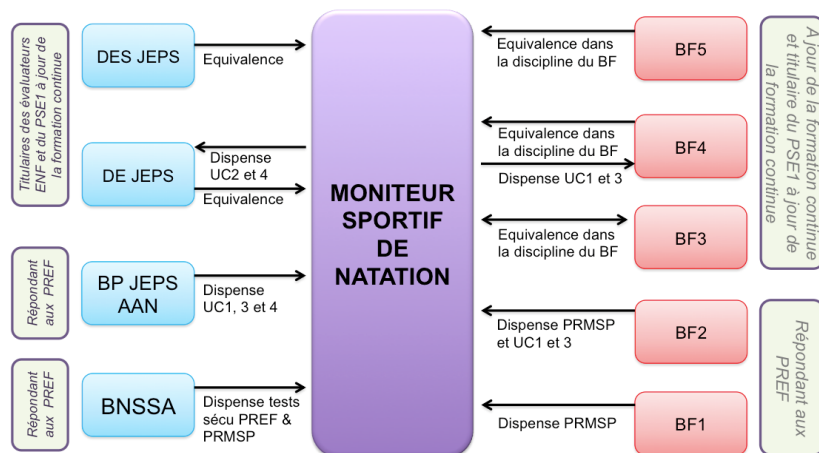 Titulaires des évaluateurs
ENF et du PSE1 à jour de
la formation continue
DES JEPS
Equivalence
DE JEPS
Dispense
UC2 et 4
Equivalence
Répondant
aux PREF
BP JEPS
AAN
Dispense
UC1, 3 et 4
Répondant
aux PREF
BNSSA
Dispense tests
sécu PREF &
PRMSP
MONITEUR
SPORTIF
DE
NATATION
Equivalence dans
la discipline du BF
BF5
Equivalence dans
la discipline du BF
Dispense UC1 et 3
BF4
Equivalence dans
la discipline du BF
BF3
Dispense PRMSP
et UC1 et 3
BF2
Dispense PRMSP
BF1
A jour de la formation continue
et titulaire du PSE1 à jour de
la formation continue
Répondant aux
PREF